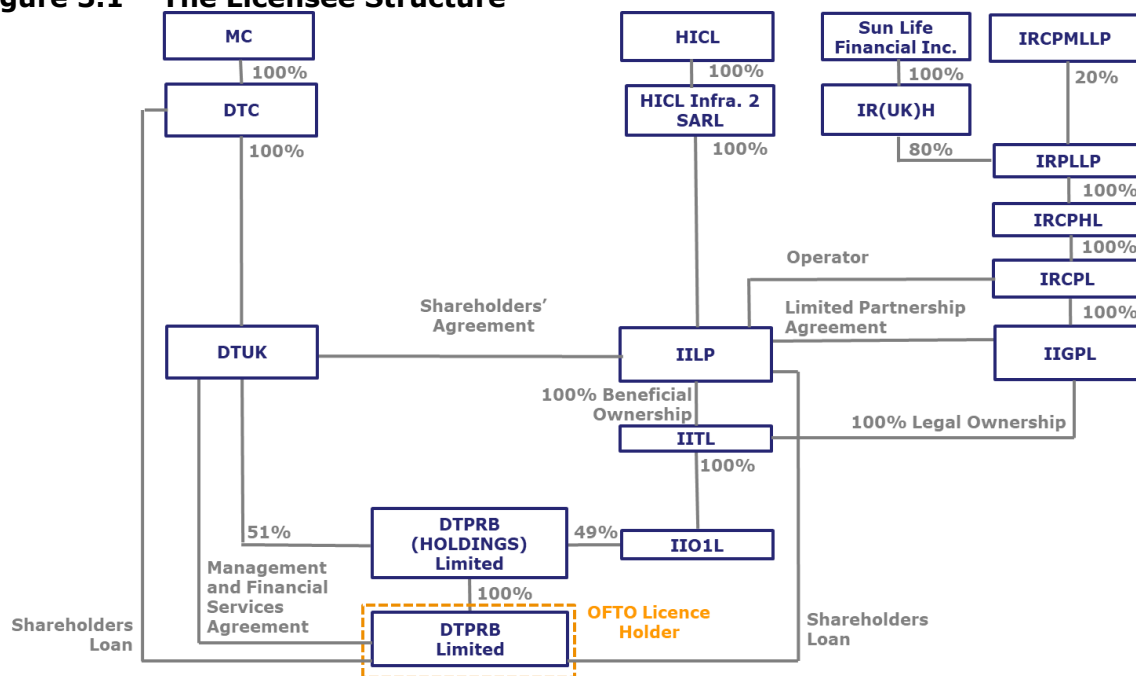 gure 3.1 The Licensee Structure
MC
HICL
Sun Life
Financial Inc.
IRCPMLLP
100%
100%
100%
20%
DTC
HICL Infra. 2
SARL
IR(UK)H
100%
100%
80%
IRPLLP
100%
IRCPHL
100%
Operator
IRCPL
Shareholders’
Agreement
Limited Partnership
Agreement
100%
DTUK
IILP
IIGPL
100% Beneficial
Ownership
100% Legal Ownership
IITL
100%
51%
DTPRB
(HOLDINGS)
Limited
49%
IIO1L
Management
and Financial
Services
Agreement
100%
OFTO Licence
Holder
Shareholders
Loan
DTPRB
Limited
Shareholders
Loan